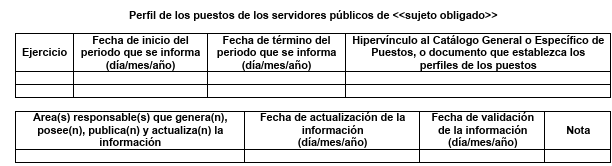 Perfil de los puestos de los servidores públicos de <<sujeto obligado>>
Ejercicio
Fecha de inicio del
periodo que se informa
(día/mes/año)
Fecha de término del
periodo que se informa
(día/mes/año)
Hipervínculo al Catálogo General o Específico de
Puestos, o documento que establezca los
perfiles de los puestos
Area(s) responsable(s) que genera(n),
posee(n), publica(n) y actualiza(n) la
información
Fecha de actualización de la
información
(día/mes/año)
Fecha de validación
de la información
(día/mes/año)
Nota